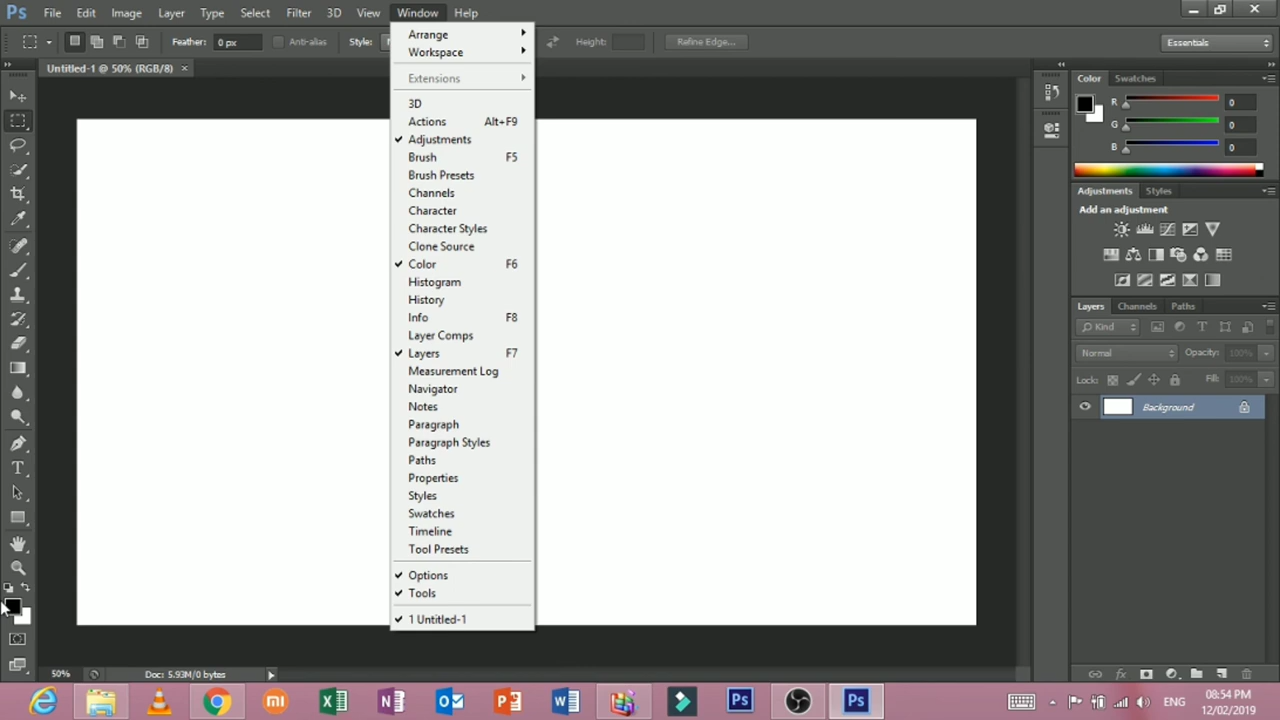 Ps File Edit Image Layer Type Select Filter 3D View Window Help
Feather: 0 px Anti-alias Style: Height: Refine Edge... Essentials
Untitled-1 @ 50% (RGB/8) ×
Arrange
Workspace
Extensions
3D
Actions Alt+F9
Adjustments
Brush F5
Brush Presets
Channels
Character
Character Styles
Clone Source
Color F6
Histogram
History
Info F8
Layer Comps
Layers F7
Measurement Log
Navigator
Notes
Paragraph
Paragraph Styles
Paths
Properties
Styles
Swatches
Timeline
Tool Presets
Options
Tools
1 Untitled-1
Color Swatches
R 0
G 0
B 0
Adjustments Styles
Add an adjustment
Layers Channels Paths
Kind
Normal Opacity: 100%
Lock: Fill: 100%
Background
50% Doc: 5.93M/0 bytes
ENG
08:54 PM
12/02/2019